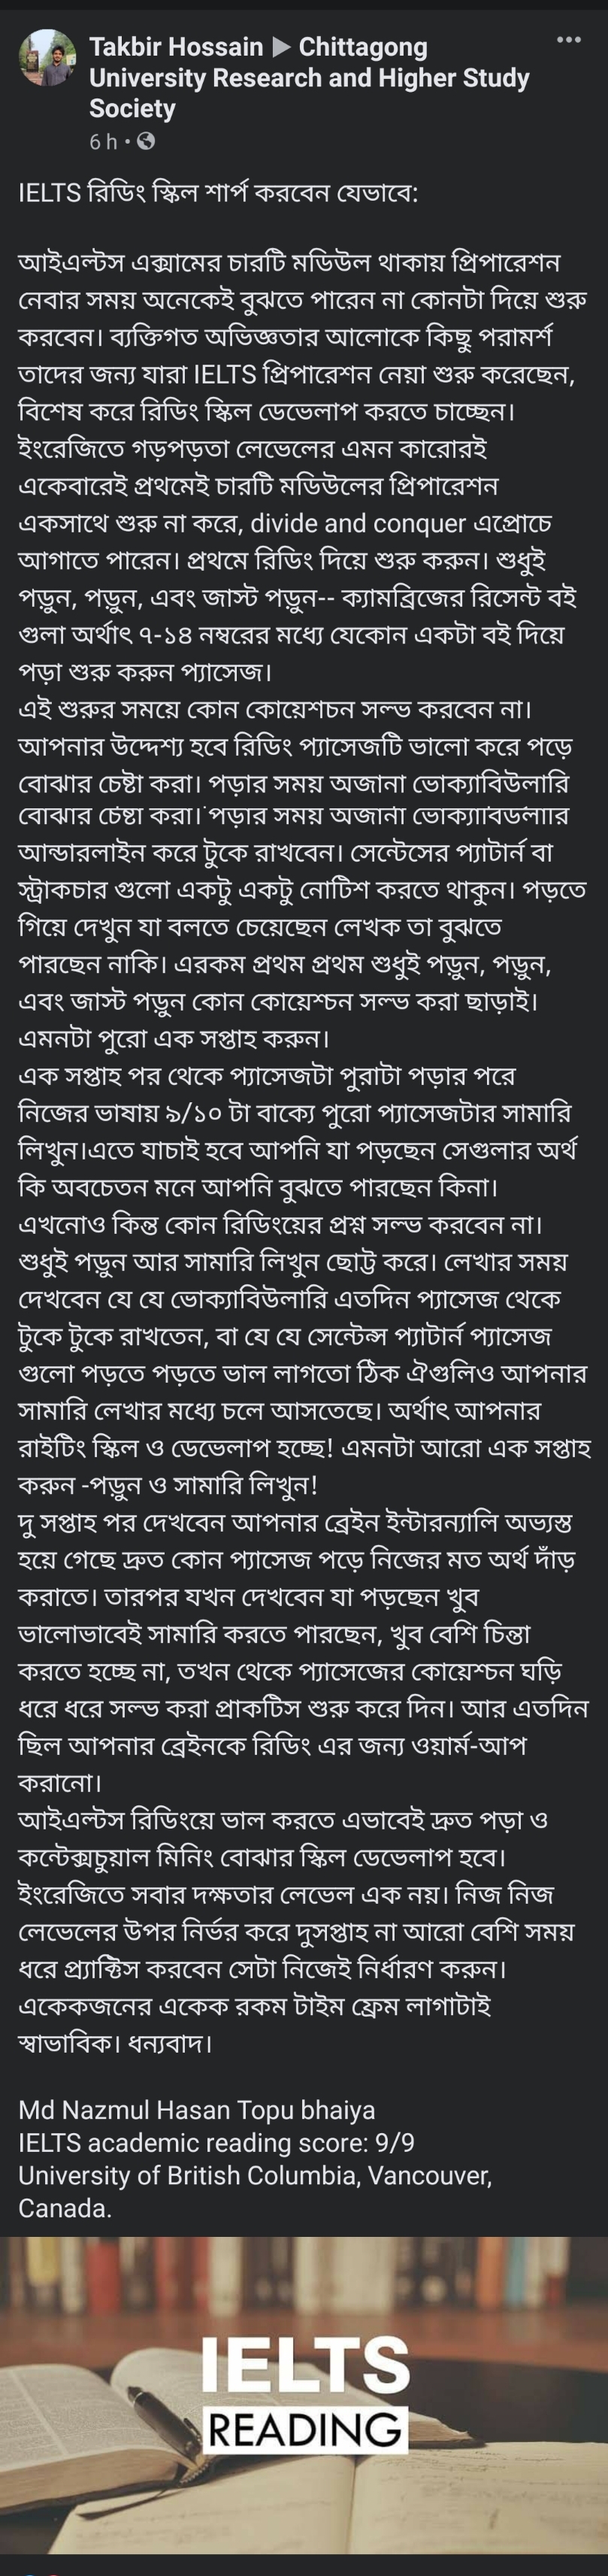 Takbir Hossain ▶ Chittagong
University Research and Higher Study
Society
6 h •
IELTS রিডিং স্কিল শার্প করবেন যেভাবে:
আইএল্টস এক্সামের চারটি মডিউল থাকায় প্রিপারেশন
নেবার সময় অনেকেই বুঝতে পারেন না কোনটা দিয়ে শুরু
করবেন। ব্যক্তিগত অভিজ্ঞতার আলোকে কিছু পরামর্শ
তাদের জন্য যারা IELTS প্রিপারেশন নেয়া শুরু করেছেন,
বিশেষ করে রিডিং স্কিল ডেভেলাপ করতে চাচ্ছেন।
ইংরেজিতে গড়পড়তা লেভেলের এমন কারোরই
একেবারেই প্রথমেই চারটি মডিউলের প্রিপারেশন
একসাথে শুরু না করে, divide and conquer এপ্রোচে
আগাতে পারেন। প্রথমে রিডিং দিয়ে শুরু করুন। শুধুই
পড়ুন, পড়ুন, এবং জাস্ট পড়ুন-- ক্যামব্রিজের রিসেন্ট বই
গুলা অর্থাৎ ৭-১৪ নম্বরের মধ্যে যেকোন একটা বই দিয়ে
পড়া শুরু করুন প্যাসেজ।
এই শুরুর সময়ে কোন কোয়েশচন সল্ভ করবেন না।
আপনার উদ্দেশ্য হবে রিডিং প্যাসেজটি ভালো করে পড়ে
বোঝার চেষ্টা করা। পড়ার সময় অজানা ভোক্যাবিউলারি
বোঝার চেষ্টা করা। পড়ার সময় অজানা ভোক্যাবিউলারি
আন্ডারলাইন করে টুকে রাখবেন। সেন্টেসের প্যাটার্ন বা
স্ট্রাকচার গুলো একটু একটু নোটিশ করতে থাকুন। পড়তে
গিয়ে দেখুন যা বলতে চেয়েছেন লেখক তা বুঝতে
পারছেন নাকি। এরকম প্রথম প্রথম শুধুই পড়ুন, পড়ুন,
এবং জাস্ট পড়ুন কোন কোয়েশ্চন সল্ভ করা ছাড়াই।
এমনটা পুরো এক সপ্তাহ করুন।
এক সপ্তাহ পর থেকে প্যাসেজটা পুরাটা পড়ার পরে
নিজের ভাষায় ৯/১০ টা বাক্যে পুরো প্যাসেজটার সামারি
লিখুন।এতে যাচাই হবে আপনি যা পড়ছেন সেগুলার অর্থ
কি অবচেতন মনে আপনি বুঝতে পারছেন কিনা।
এখনোও কিন্ত কোন রিডিংয়ের প্রশ্ন সল্ভ করবেন না।
শুধুই পড়ুন আর সামারি লিখুন ছোট্ট করে। লেখার সময়
দেখবেন যে যে ভোক্যাবিউলারি এতদিন প্যাসেজ থেকে
টুকে টুকে রাখতেন, বা যে যে সেন্টেন্স প্যাটার্ন প্যাসেজ
গুলো পড়তে পড়তে ভাল লাগতো ঠিক ঐগুলিও আপনার
সামারি লেখার মধ্যে চলে আসতেছে। অর্থাৎ আপনার
রাইটিং স্কিল ও ডেভেলাপ হচ্ছে! এমনটা আরো এক সপ্তাহ
করুন -পড়ুন ও সামারি লিখুন!
দু সপ্তাহ পর দেখবেন আপনার ব্রেইন ইন্টারন্যালি অভ্যস্ত
হয়ে গেছে দ্রুত কোন প্যাসেজ পড়ে নিজের মত অর্থ দাঁড়
করাতে। তারপর যখন দেখবেন যা পড়ছেন খুব
ভালোভাবেই সামারি করতে পারছেন, খুব বেশি চিন্তা
করতে হচ্ছে না, তখন থেকে প্যাসেজের কোয়েশ্চন ঘড়ি
ধরে ধরে সল্ভ করা প্রাকটিস শুরু করে দিন। আর এতদিন
ছিল আপনার ব্রেইনকে রিডিং এর জন্য ওয়ার্ম-আপ
করানো।
আইএল্টস রিডিংয়ে ভাল করতে এভাবেই দ্রুত পড়া ও
কন্টেক্সচুয়াল মিনিং বোঝার স্কিল ডেভেলাপ হবে।
ইংরেজিতে সবার দক্ষতার লেভেল এক নয়। নিজ নিজ
লেভেলের উপর নির্ভর করে দুসপ্তাহ না আরো বেশি সময়
ধরে প্র্যাক্টিস করবেন সেটা নিজেই নির্ধারণ করুন।
একেকজনের একেক রকম টাইম ফ্রেম লাগাটাই
স্বাভাবিক। ধন্যবাদ।
Md Nazmul Hasan Topu bhaiya
IELTS academic reading score: 9/9
University of British Columbia, Vancouver,
Canada.
IELTS
READING